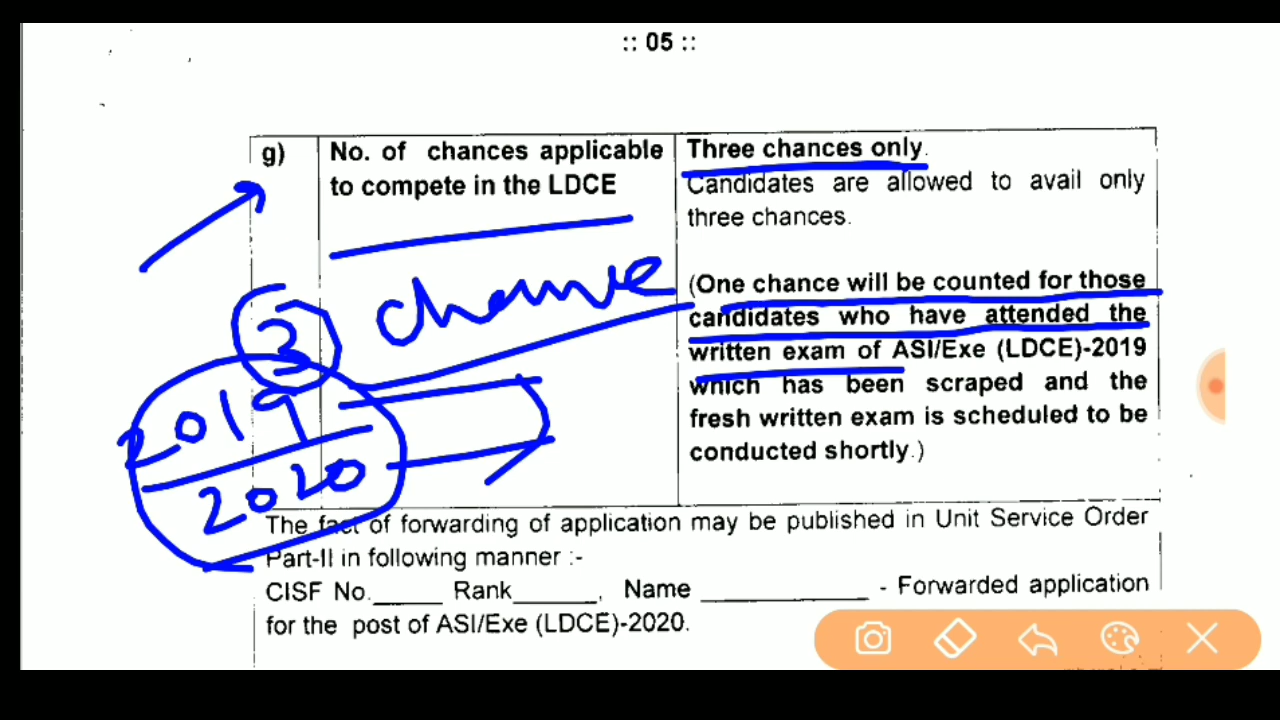 :: 05 ::
g)
No. of chances applicable
to compete in the LDCE
Three chances only.
Candidates are allowed to avail only
three chances.
(One chance will be counted for those
candidates who have attended the
written exam of ASI/Exe (LDCE)-2019
which has been scraped and the
fresh written exam is scheduled to be
conducted shortly.)
3 chance
2019
2020
The fact of forwarding of application may be published in Unit Service Order
Part-II in following manner :-
CISF No.____ Rank_____, Name __________ - Forwarded application
for the post of ASI/Exe (LDCE)-2020.